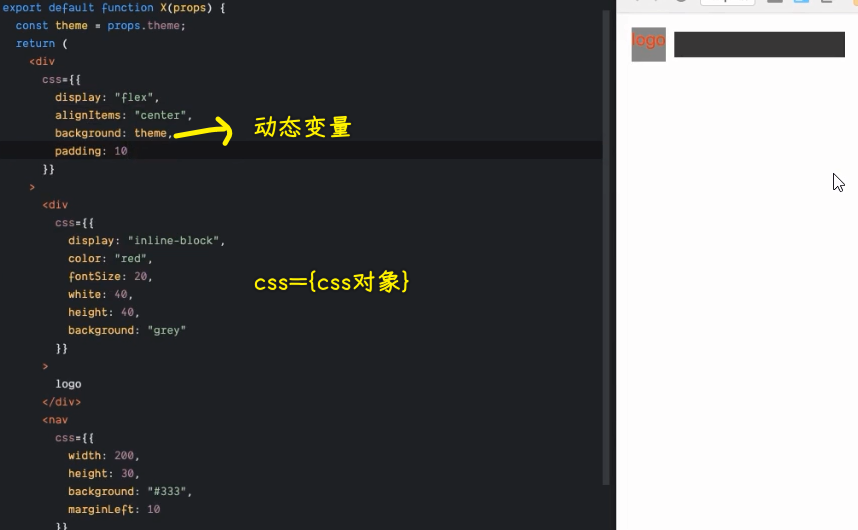 export default function X(props) {
const theme = props.theme;
return (
<div
css={{
display: "flex",
alignItems: "center",
background: theme,
动态变量
padding: 10
}}
>
<div
css={{
display: "inline-block",
color: "red",
fontSize: 20,
css={css对象}
white: 40,
height: 40,
background: "grey"
}}
>
logo
</div>
<nav
css={{
width: 200,
height: 30,
background: "#333",
marginLeft: 10
}}
logo